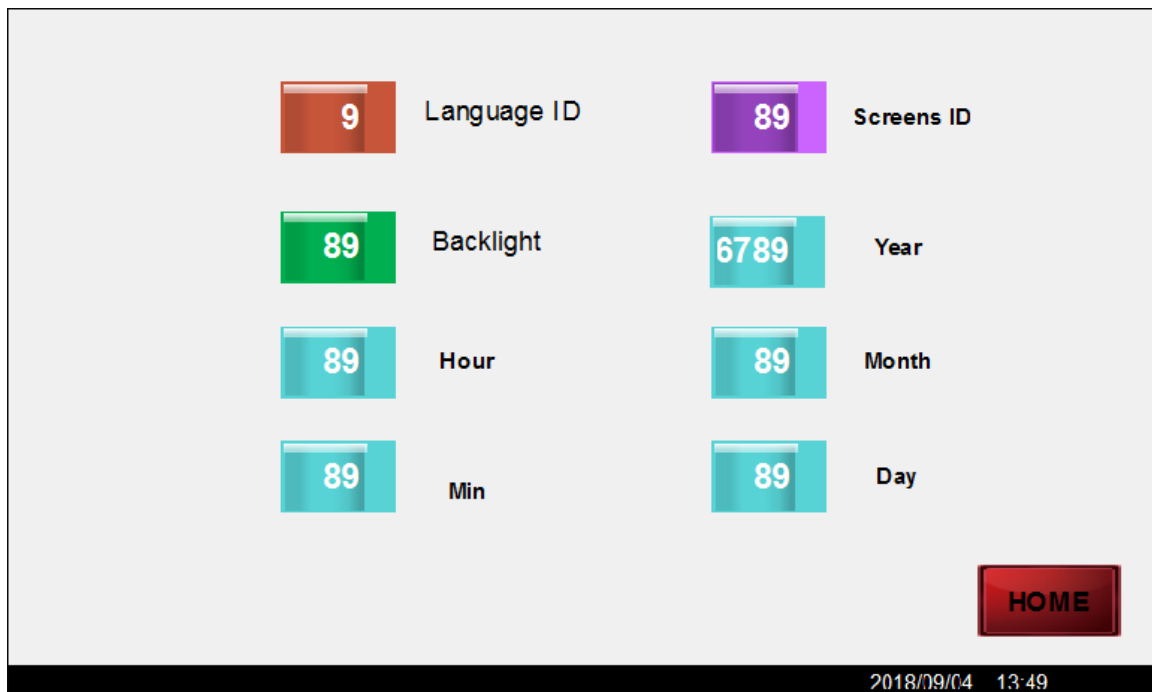 9 Language ID 89 Screens ID
89 Backlight 6789 Year
89 Hour 89 Month
89 Min 89 Day
HOME
2018/09/04 13:49